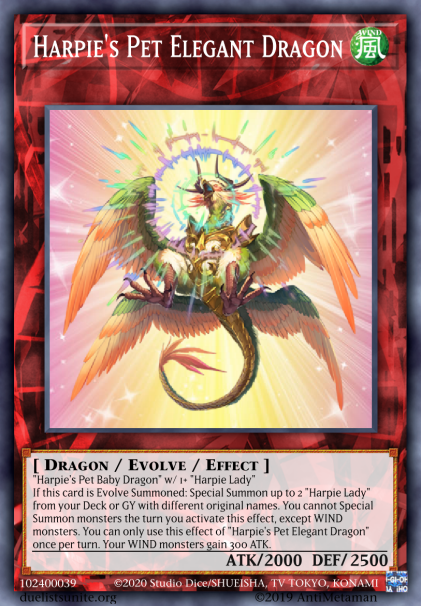 HARPIE'S PET ELEGANT DRAGON
WIND
風
[ DRAGON / EVOLVE / EFFECT ]
"Harpie's Pet Baby Dragon" w/ 1+ "Harpie Lady"
If this card is Evolve Summoned: Special Summon up to 2 "Harpie Lady"
from your Deck or GY with different original names. You cannot Special
Summon monsters the turn you activate this effect, except WIND
monsters. You can only use this effect of "Harpie's Pet Elegant Dragon"
once per turn. Your WIND monsters gain 300 ATK.
ATK/2000 DEF/2500
102400039 ©2020 Studio Dice/SHUEISHA, TV TOKYO, KONAMI
duelistsunite.org ©2019 AntiMetaman